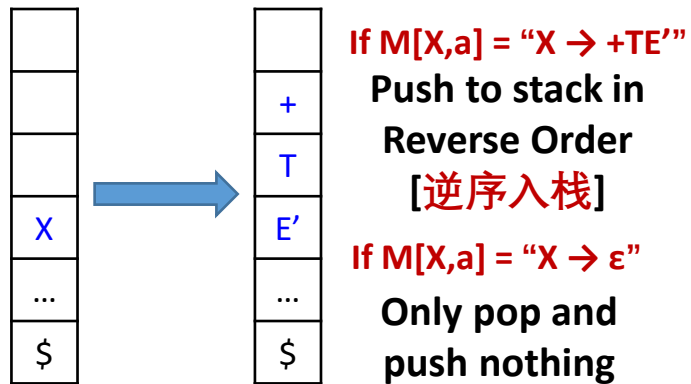 If M[X,a] = “X → +TE’”
Push to stack in
Reverse Order
[逆序入栈]
If M[X,a] = “X → ε”
Only pop and
push nothing
X
...
$
+
T
E’
...
$